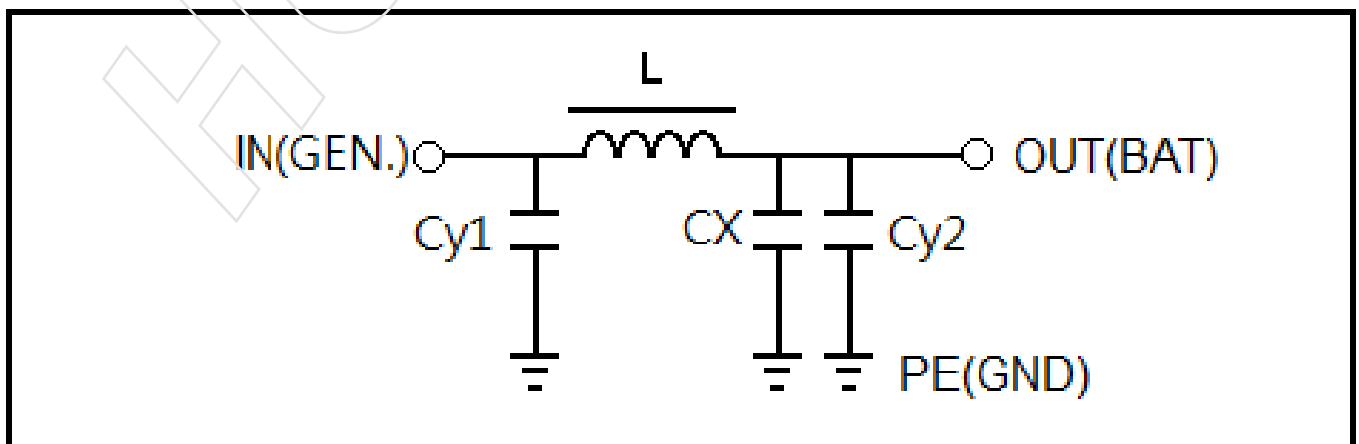 L
IN(GEN.) OUT(BAT)
Cy1 CX Cy2
PE(GND)